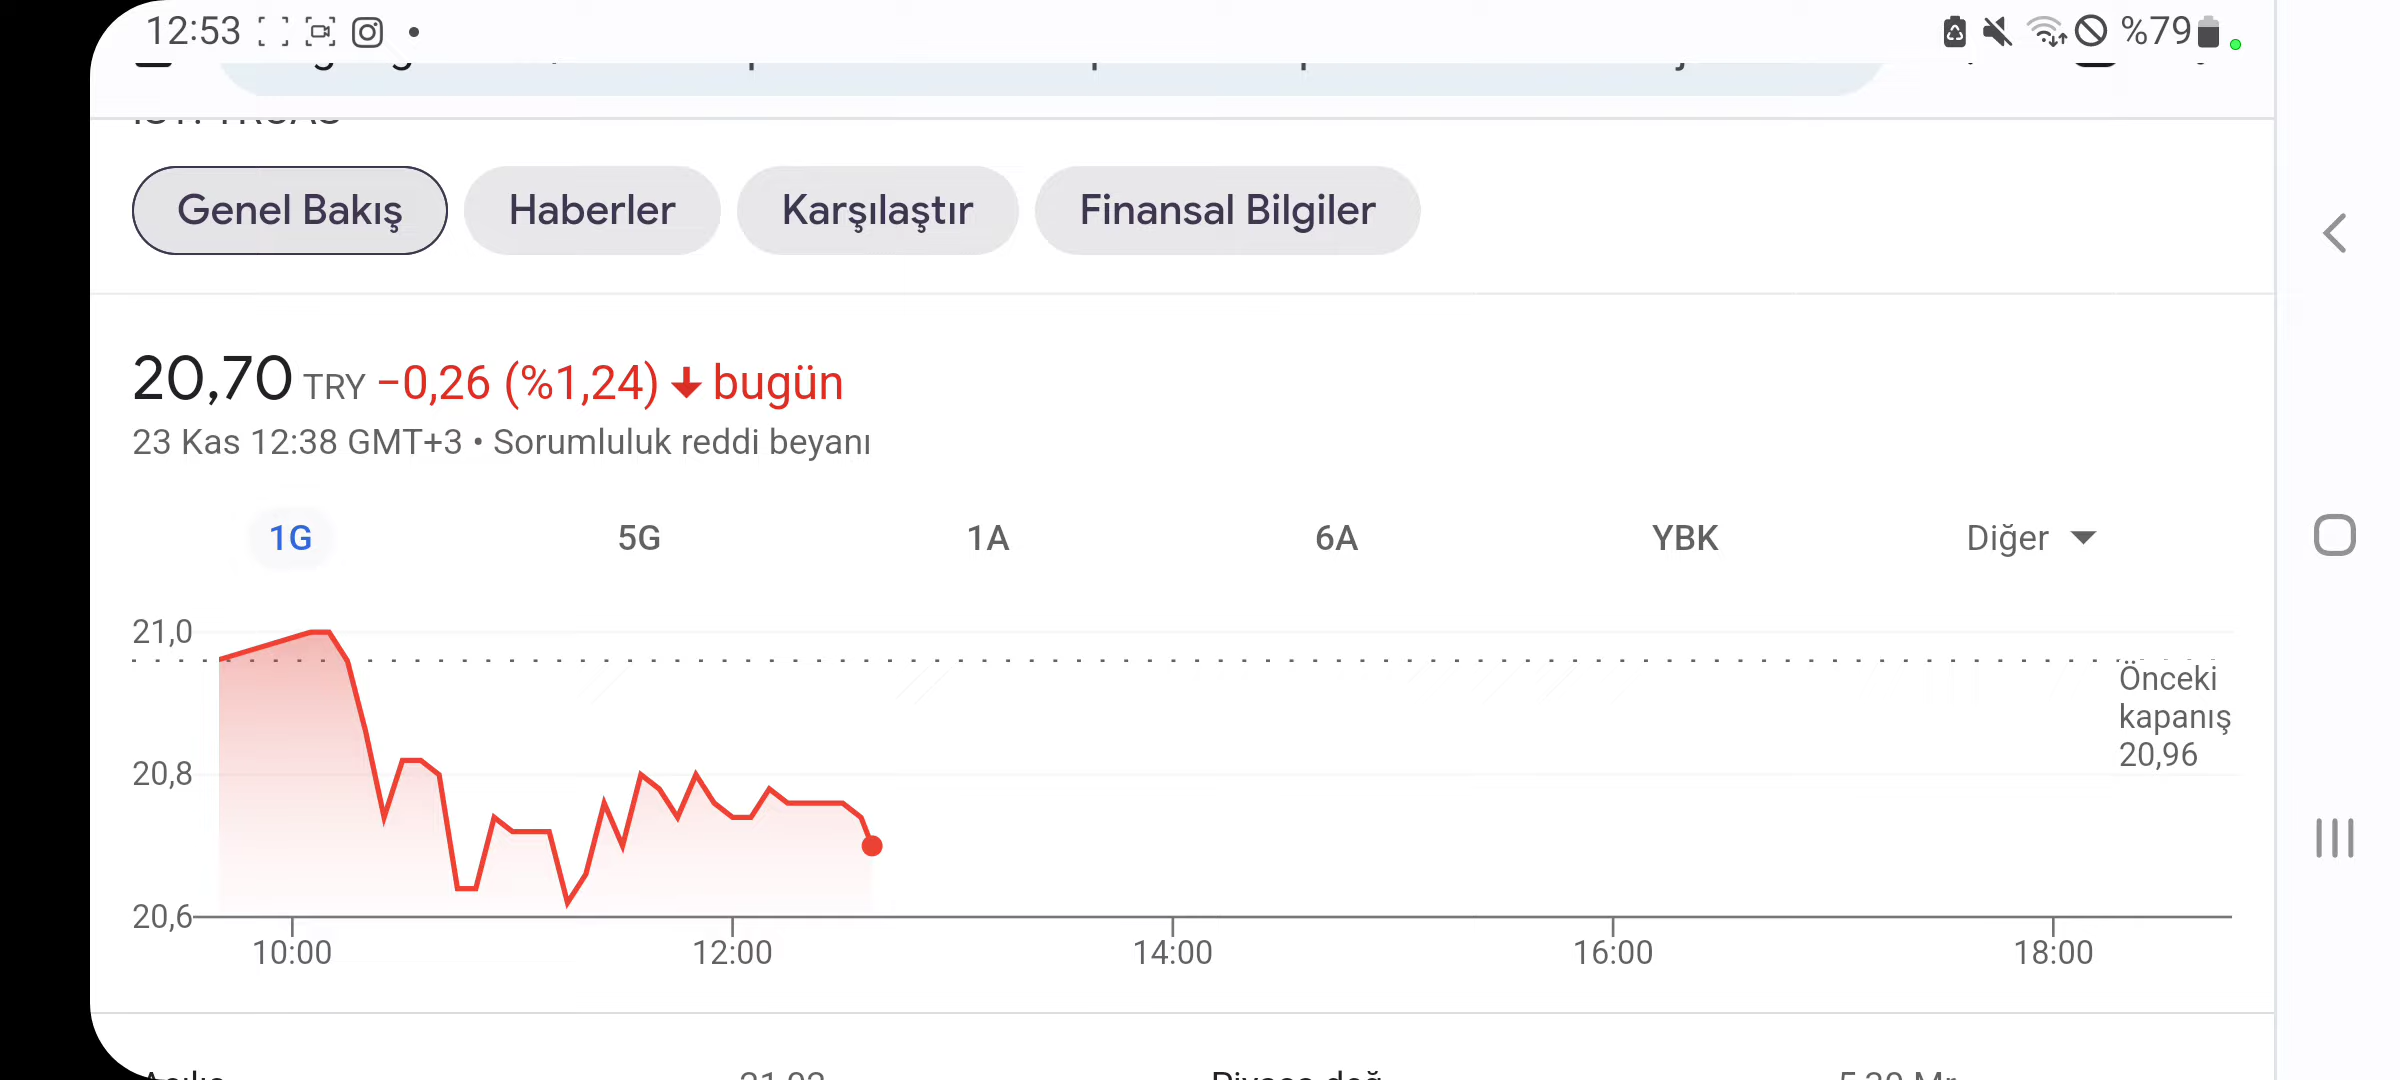 12:53 %79
Genel Bakış Haberler Karşılaştır Finansal Bilgiler
20,70 TRY −0,26 (%1,24) bugün
23 Kas 12:38 GMT+3 • Sorumluluk reddi beyanı
1G 5G 1A 6A YBK Diğer
21,0
Önceki
kapanış
20,8
20,96
20,6
10:00 12:00 14:00 16:00 18:00